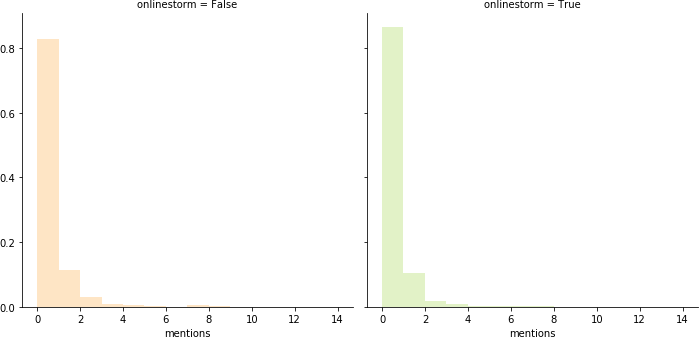 onlinestorm = False
onlinestorm = True
0.8
0.6
0.4
0.2
0.0
0 2 4 6 8 10 12 14
0 2 4 6 8 10 12 14
mentions
mentions